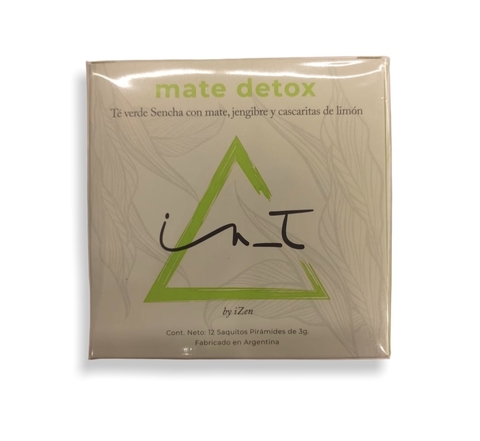 mate detox
Té verde Sencha con mate, jengibre y cascaritas de limón
in_T
by iZen
Cont. Neto: 12 Saquitos Pirámides de 3g.
Fabricado en Argentina